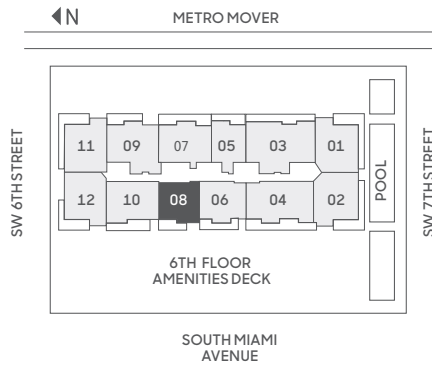 N
METRO MOVER
SW 6TH STREET
11 09 07 05 03 01
12 10 08 06 04 02
POOL
SW 7TH STREET
6TH FLOOR
AMENITIES DECK
SOUTH MIAMI
AVENUE